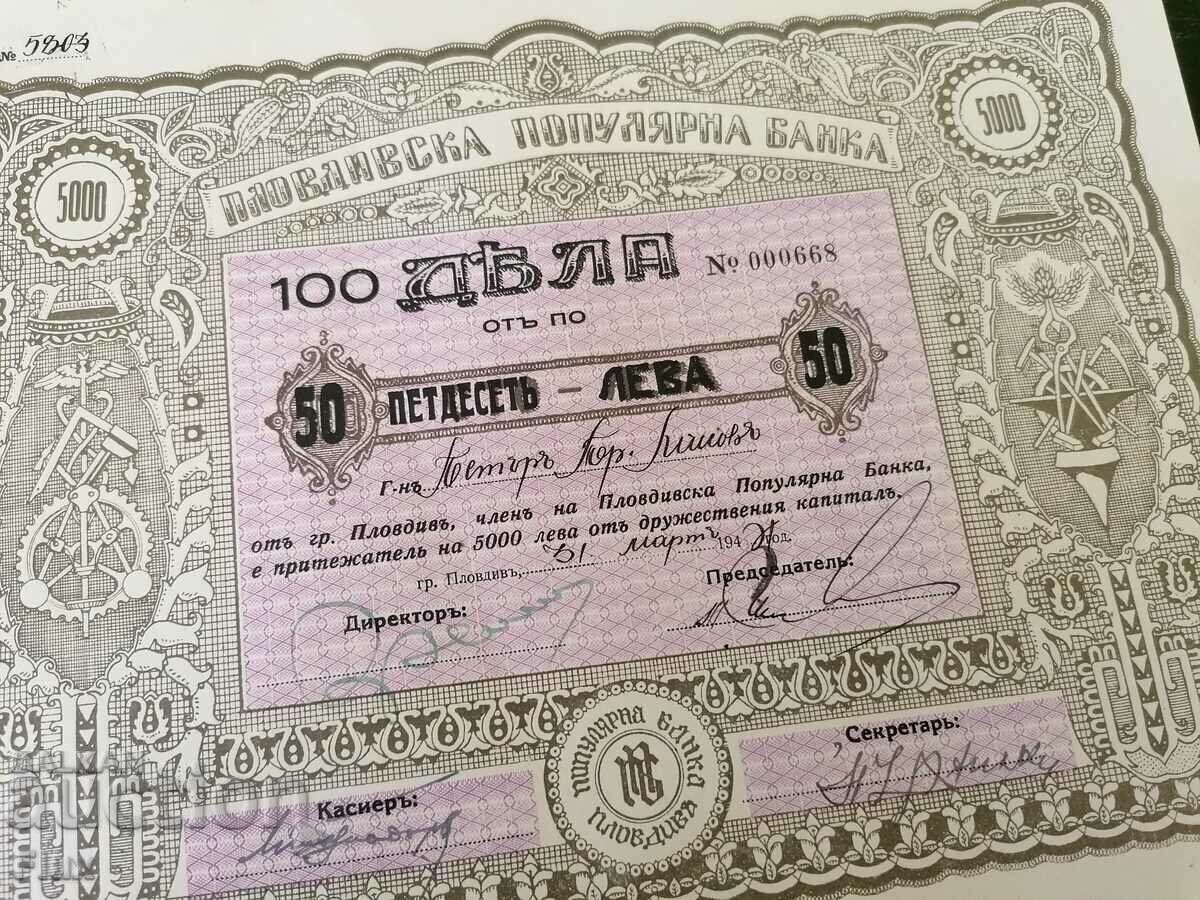 № 5803
5000
ПЛОВДИВСКА ПОПУЛЯРНА БАНКА
5000
100 ДѢЛА № 000668
отъ по
50 ПЕТДЕСЕТЬ – ЛЕВА 50
Г-нъ Петъръ
отъ гр. Пловдивъ, членъ на Пловдивска Популярна Банка,
е притежатель на 5000 лева отъ дружествения капиталъ.
гр. Пловдивъ, 31 Мартъ 194 год.
Директоръ:
Председатель:
Касиеръ:
ПОПУЛЯРНА БАНКА
ПЛОВДИВЪ
Секретарь: